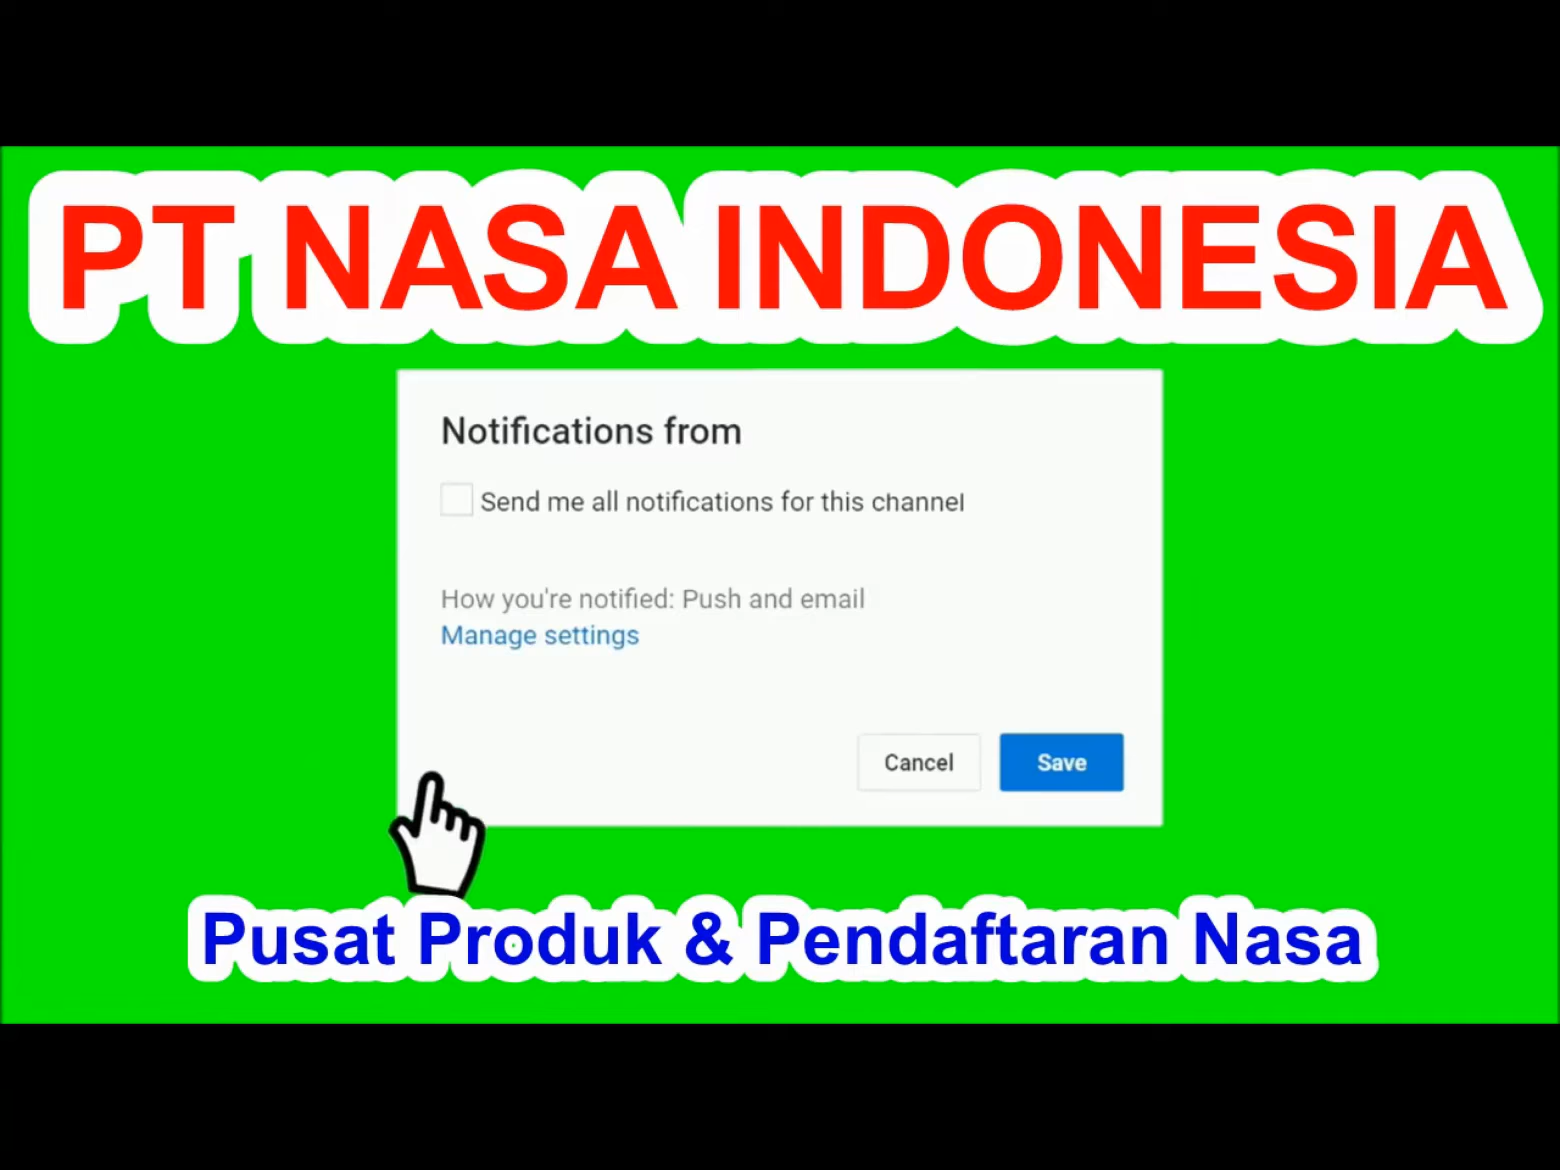 PT NASA INDONESIA
Notifications from
Send me all notifications for this channel
How you're notified: Push and email
Manage settings
Cancel Save
Pusat Produk & Pendaftaran Nasa